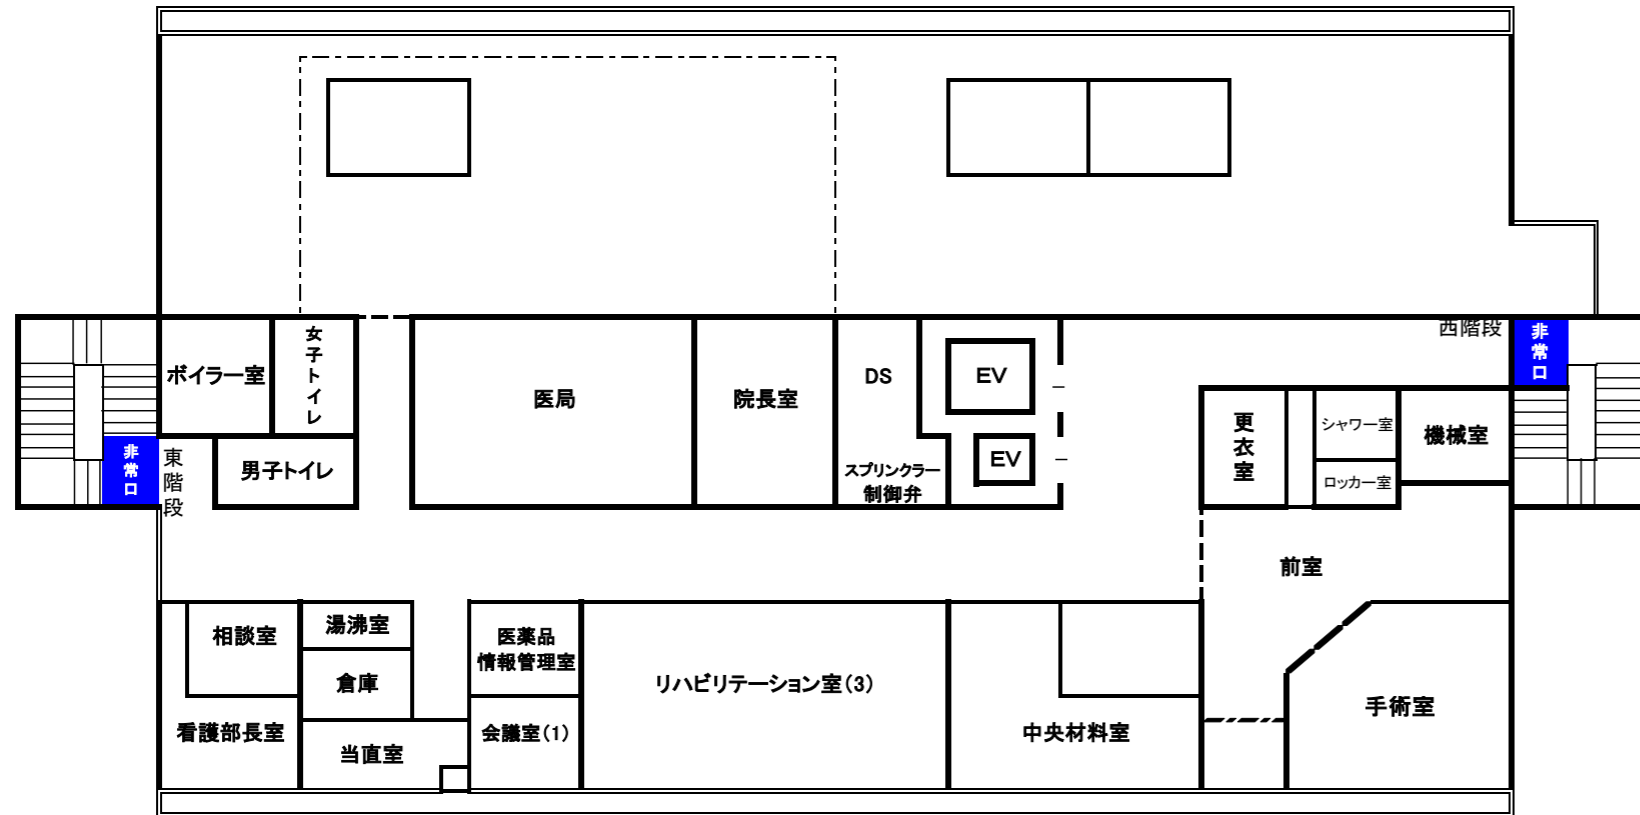 西階段
非常口
女子トイレ
ボイラー室
医局
院長室
DS
EV
EV
スプリンクラー
制御弁
更衣室
シャワー室
ロッカー室
機械室
非常口
東階段
男子トイレ
前室
相談室
湯沸室
倉庫
看護部長室
当直室
医薬品
情報管理室
会議室(1)
リハビリテーション室(3)
中央材料室
手術室